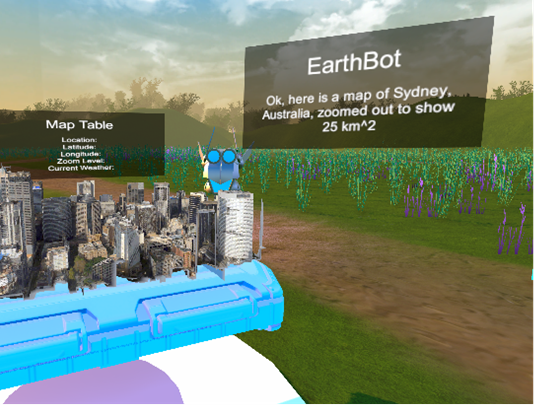 EarthBot
Ok, here is a map of Sydney,
Australia, zoomed out to show
25 km^2
Map Table
Location:
Latitude:
Longitude:
Zoom Level:
Current Weather: